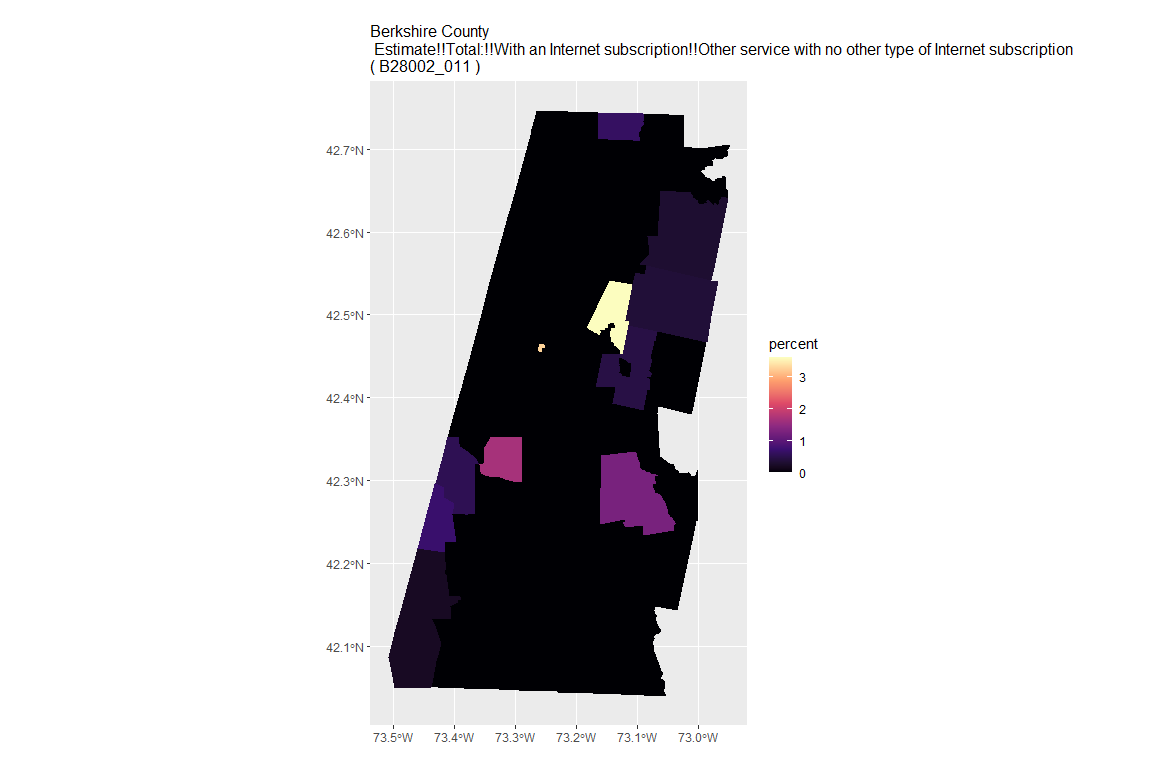 Berkshire County
Estimate!!Total:!!With an Internet subscription!!Other service with no other type of Internet subscription
( B28002_011 )
42.7°N
42.6°N
42.5°N
42.4°N
42.3°N
42.2°N
42.1°N
73.5°W 73.4°W 73.3°W 73.2°W 73.1°W 73.0°W
percent
3
2
1
0